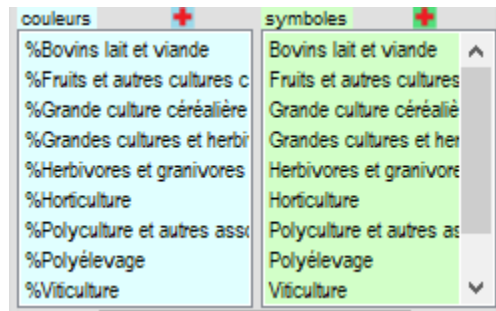 couleurs
%Bovins lait et viande
%Fruits et autres cultures c
%Grande culture céréalière
%Grandes cultures et herbi
%Herbivores et granivores
%Horticulture
%Polyculture et autres asso
%Polyélevage
%Viticulture
symboles
Bovins lait et viande
Fruits et autres cultures
Grande culture céréaliè
Grandes cultures et her
Herbivores et granivore
Horticulture
Polyculture et autres as
Polyélevage
Viticulture